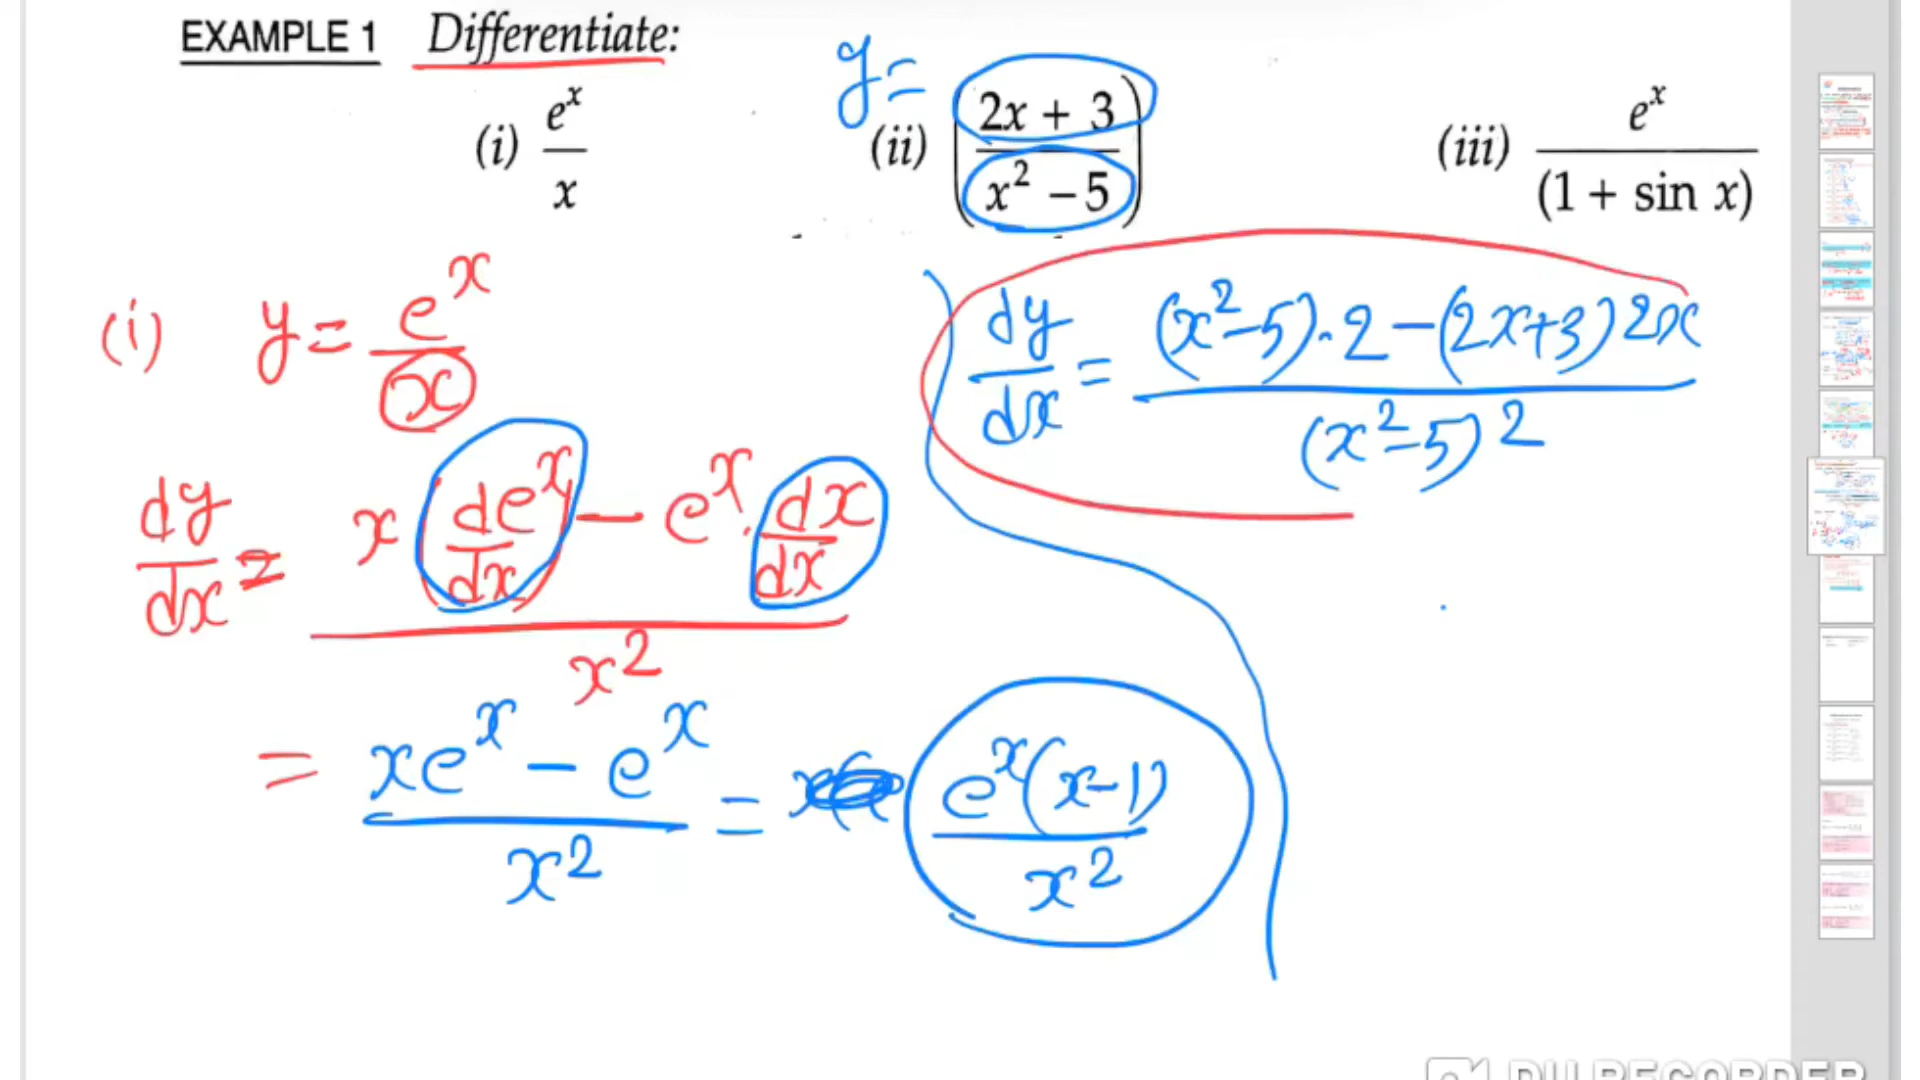 EXAMPLE 1 Differentiate:
(i) e^x / x
y =
(ii) ( 2x + 3 / x² − 5 )
(iii) e^x / (1 + sin x)
(i) y = e^x / x
dy/dx = x de^x/dx − e^x · dx/dx / x²
= xe^x − e^x / x² = e^x(x−1) / x²
dy/dx = (x²−5)·2 − (2x+3)2x / (x²−5)²